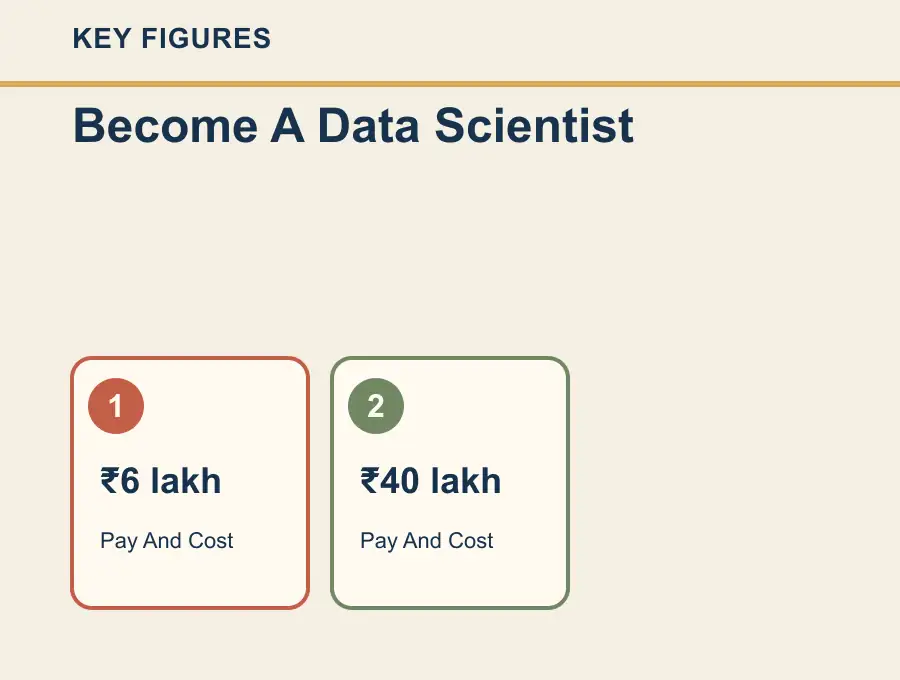 KEY FIGURES
Become A Data Scientist
1
₹6 lakh
Pay And Cost
2
₹40 lakh
Pay And Cost